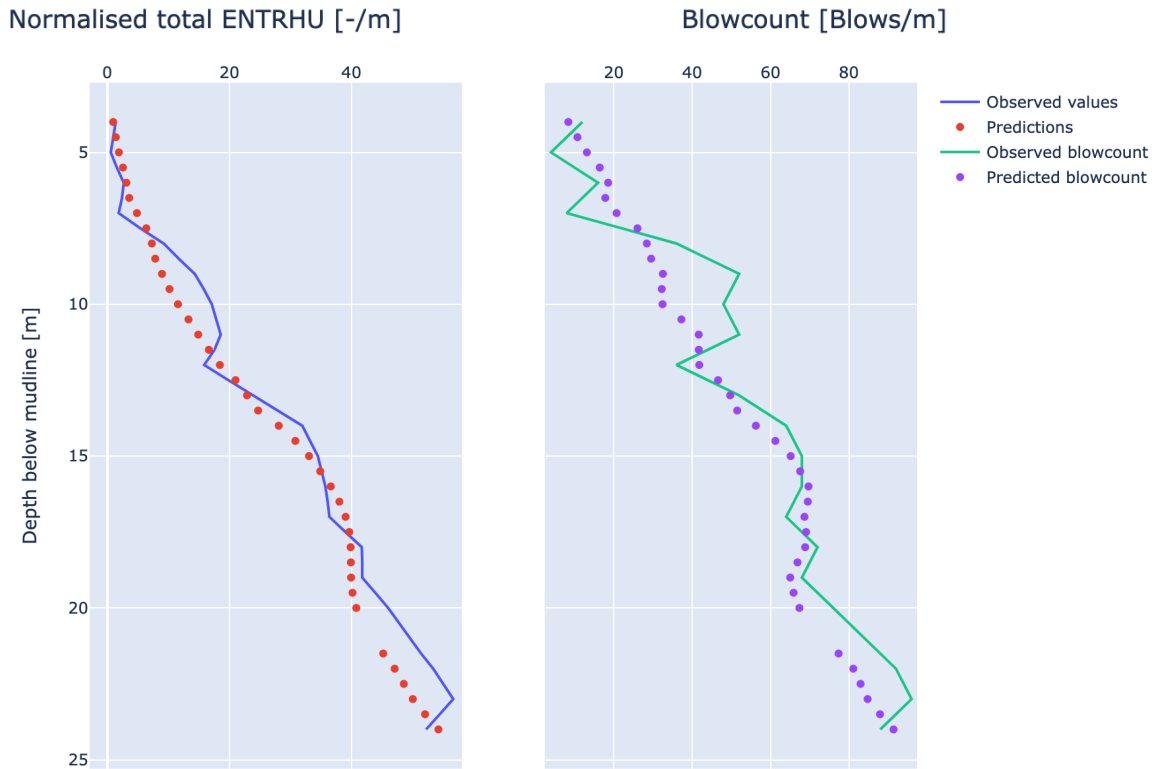 Normalised total ENTRHU [-/m]
Blowcount [Blows/m]
0 20 40
20 40 60 80
Observed values
Predictions
Observed blowcount
Predicted blowcount
5
10
15
20
25
Depth below mudline [m]